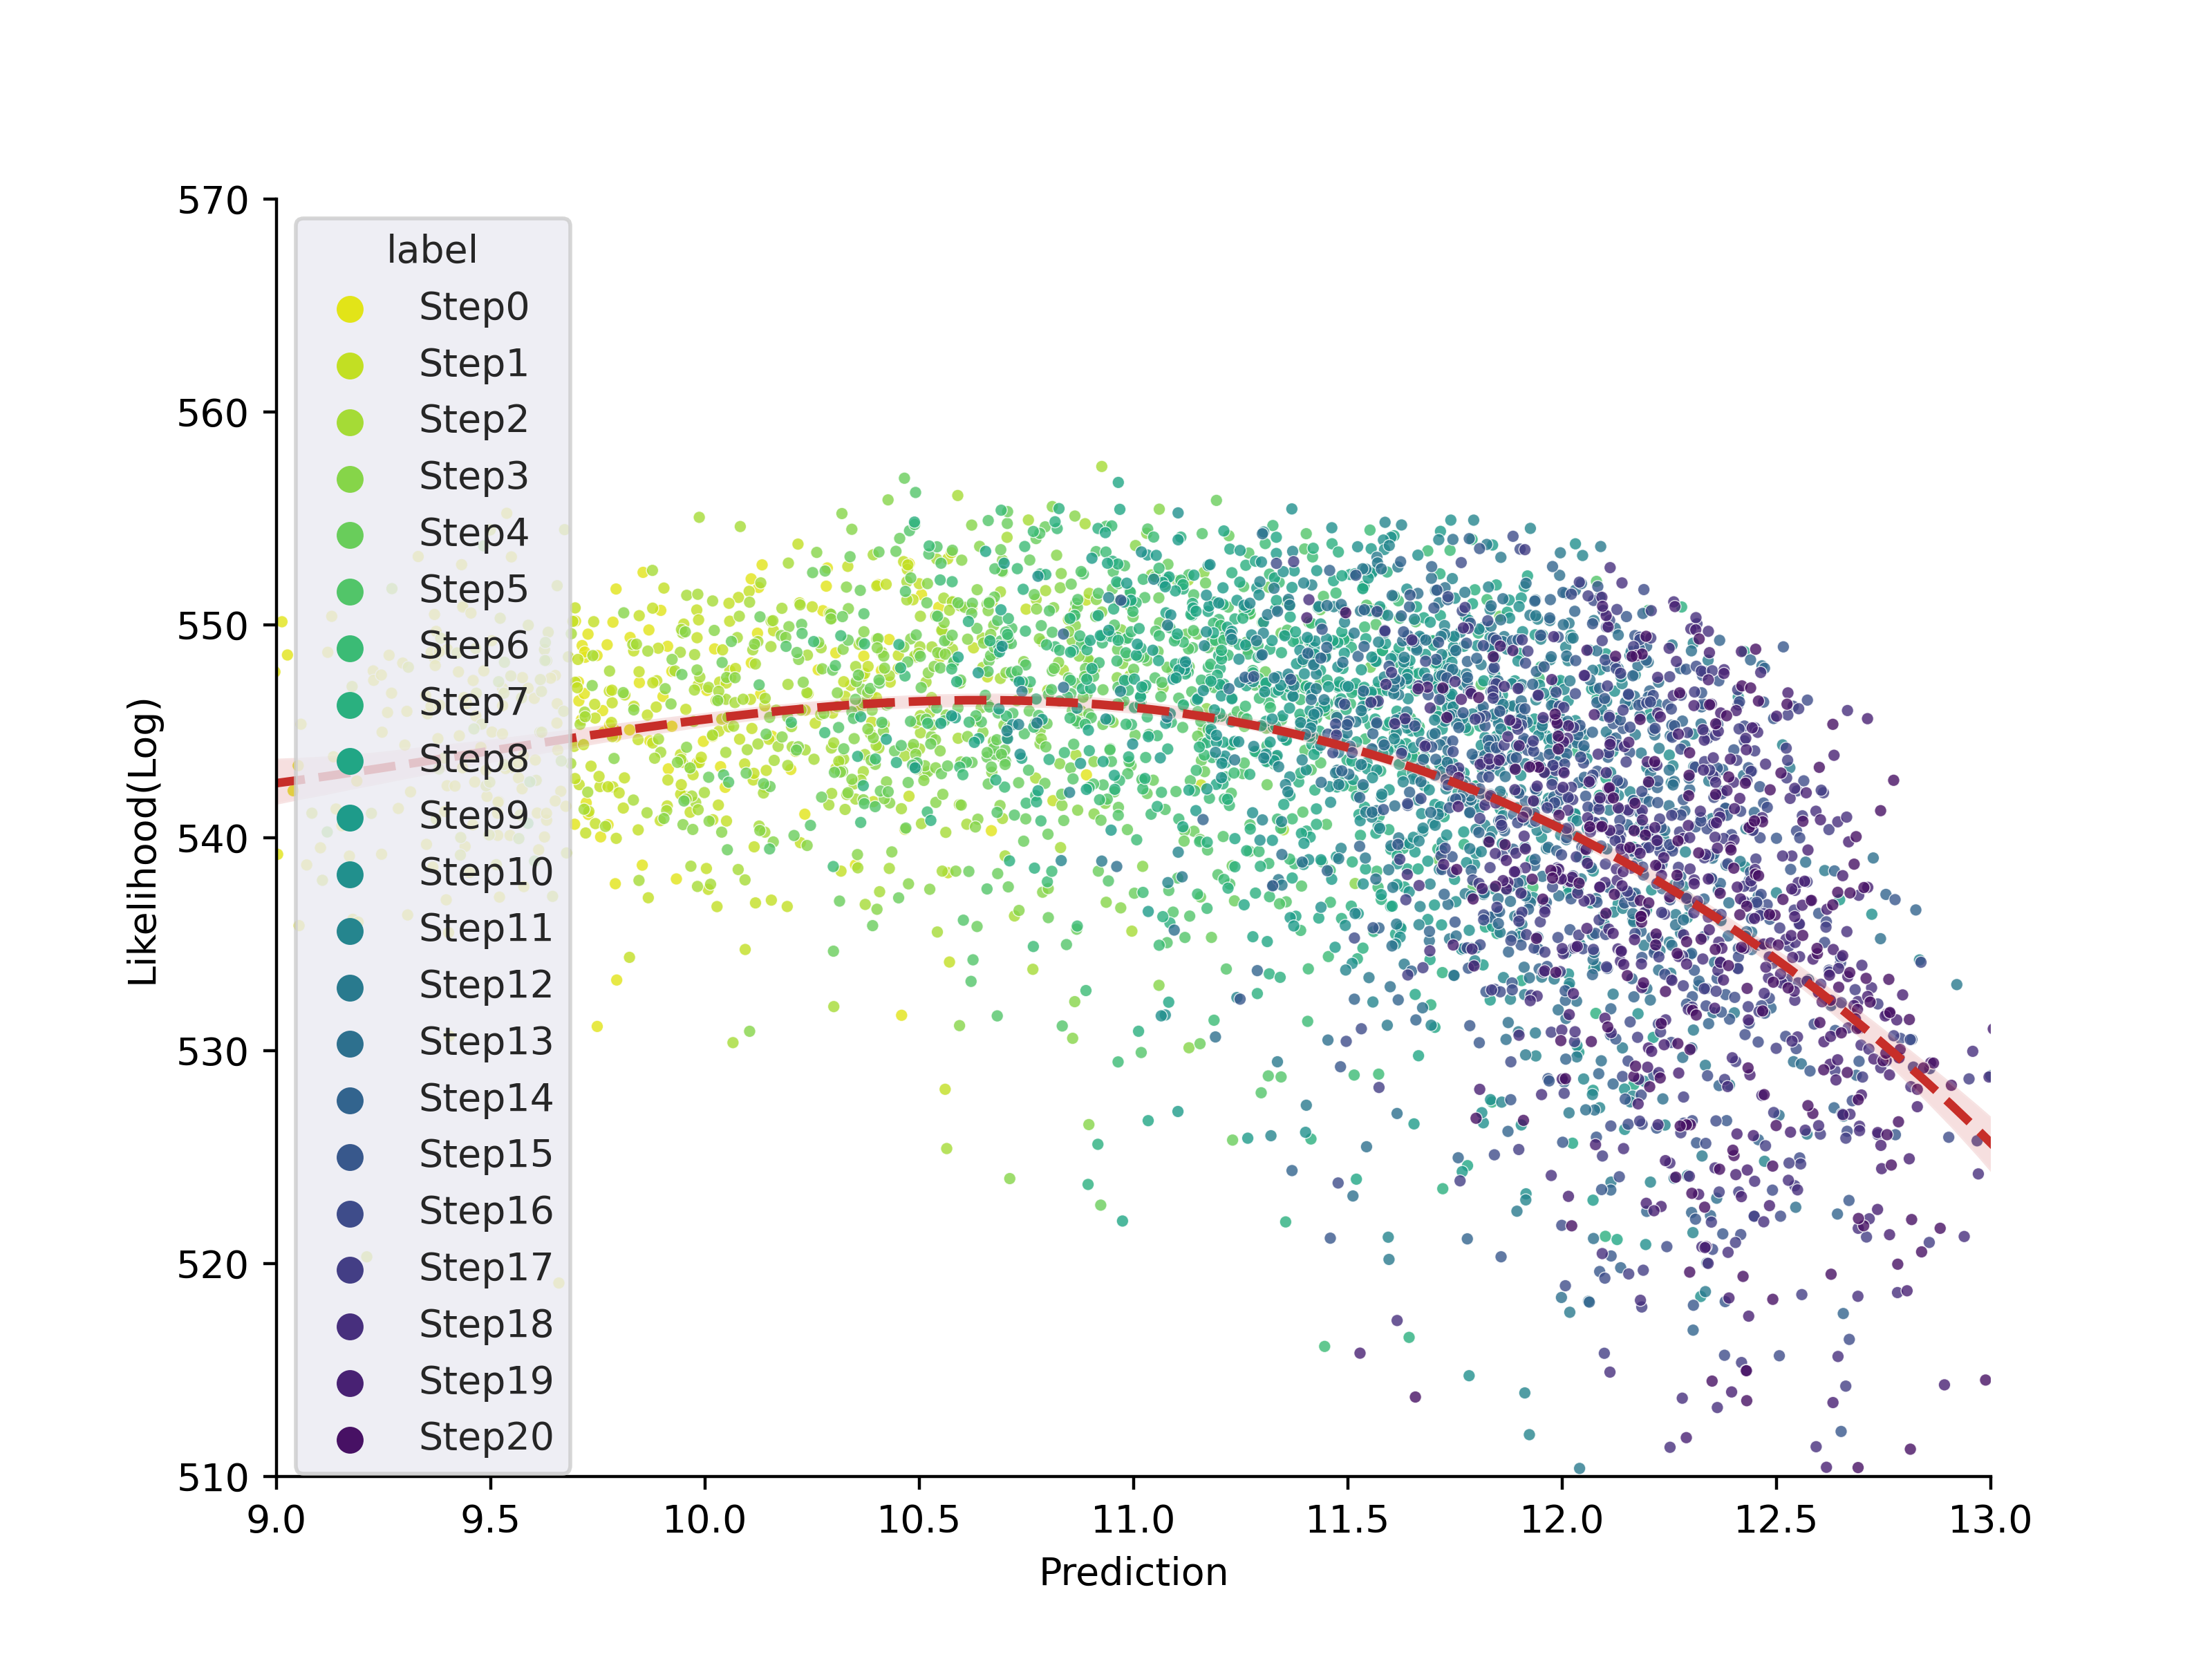 570
560
550
540
530
520
510
Likelihood(Log)
label
Step0
Step1
Step2
Step3
Step4
Step5
Step6
Step7
Step8
Step9
Step10
Step11
Step12
Step13
Step14
Step15
Step16
Step17
Step18
Step19
Step20
9.0 9.5 10.0 10.5 11.0 11.5 12.0 12.5 13.0
Prediction